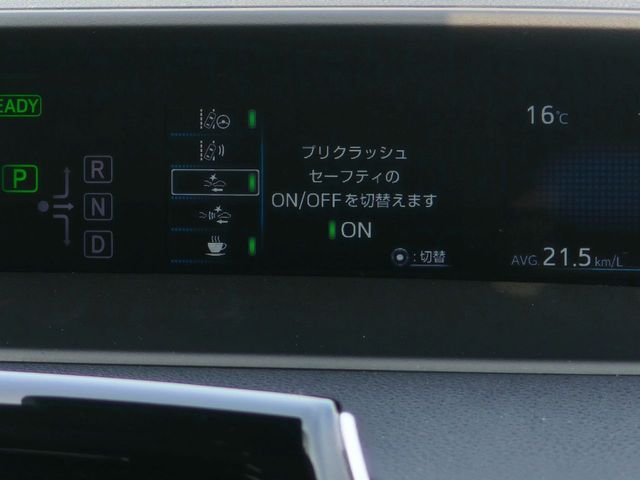 EADY
P
R
N
D
プリクラッシュ
セーフティの
ON/OFFを切替えます
ON
:切替
16℃
AVG. 21.5 km/L